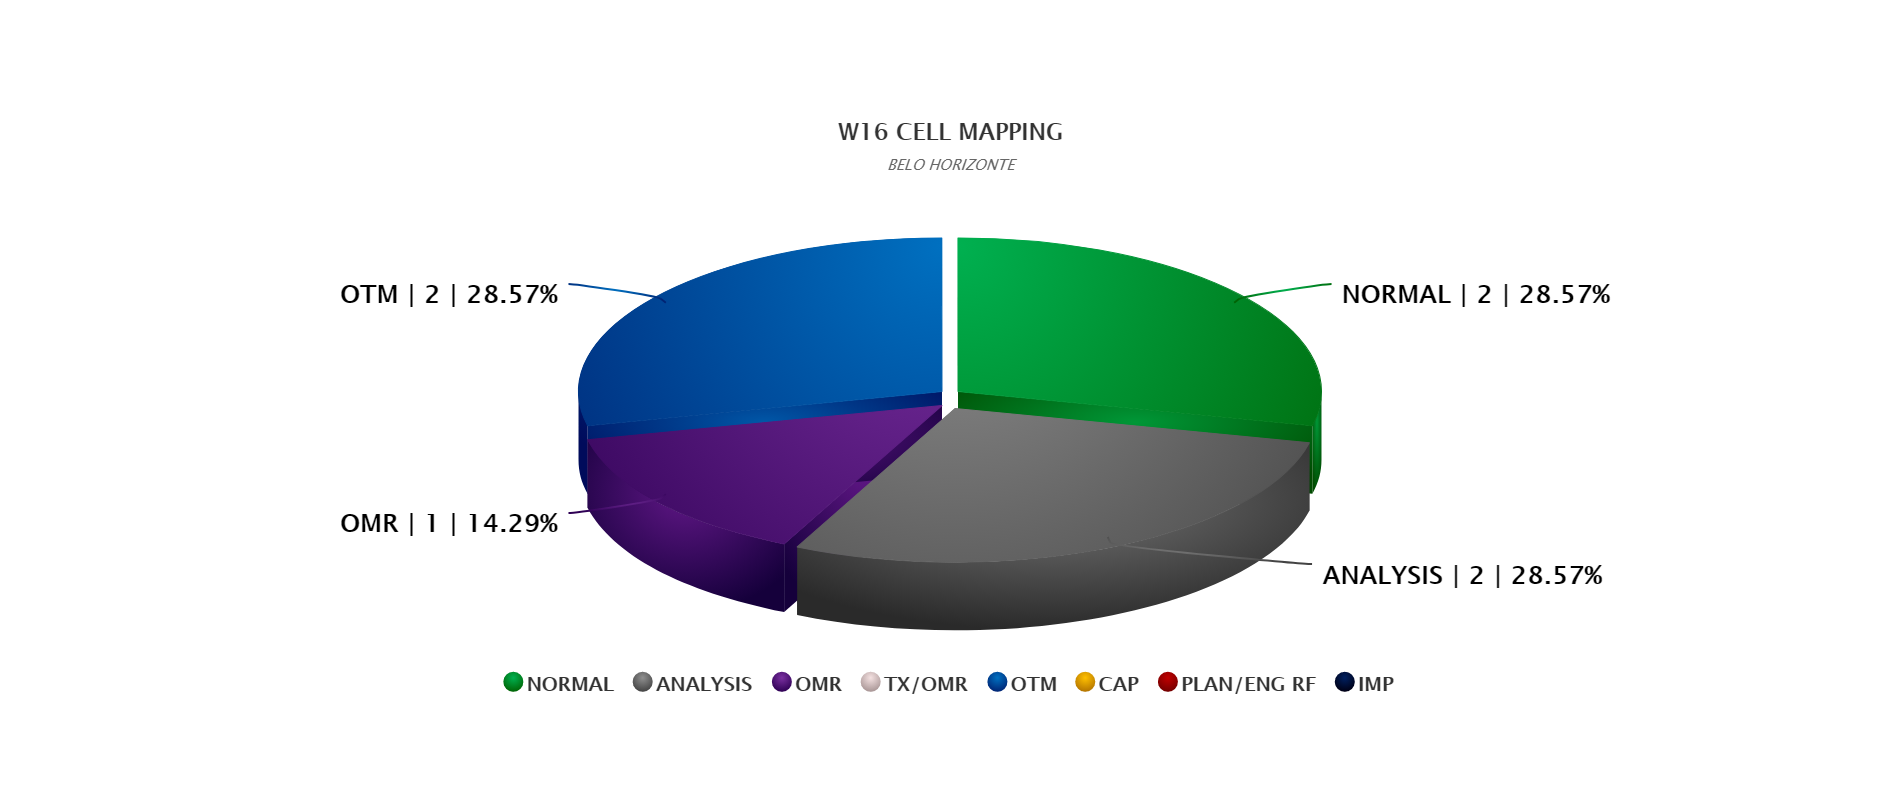 W16 CELL MAPPING
BELO HORIZONTE
OTM | 2 | 28.57%
NORMAL | 2 | 28.57%
OMR | 1 | 14.29%
ANALYSIS | 2 | 28.57%
NORMAL ANALYSIS OMR TX/OMR OTM CAP PLAN/ENG RF IMP